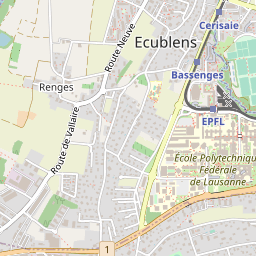 Cerisaie
Route Neuve
Ecublens
Bassenges
Renges
EPFL
Route de Vallaire
École Polytechnique
Fédérale
de Lausanne
1